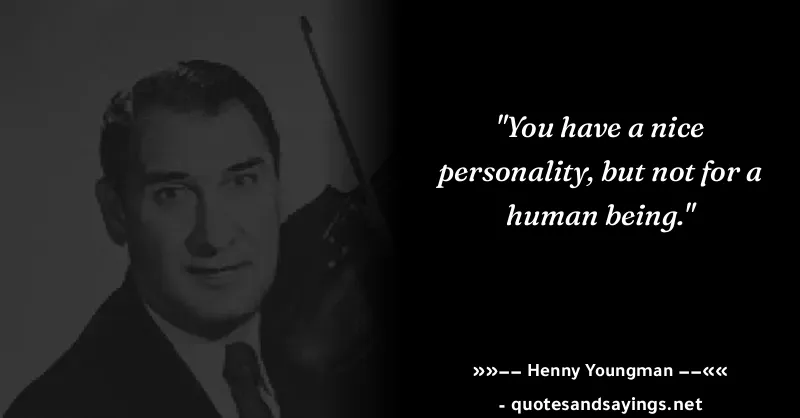 "You have a nice
personality, but not for a
human being."
»»−− Henny Youngman −−««
- quotesandsayings.net